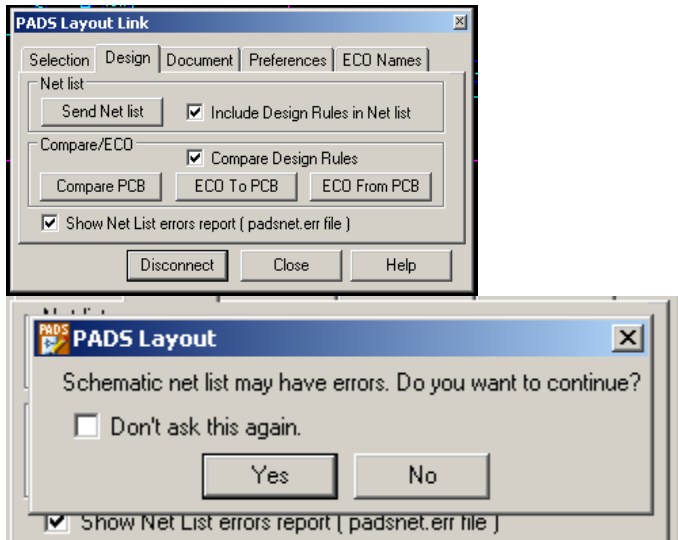 PADS Layout Link
Selection Design Document Preferences ECO Names
Net list
Send Net list Include Design Rules in Net list
Compare/ECO
Compare Design Rules
Compare PCB ECO To PCB ECO From PCB
Show Net List errors report ( padsnet.err file )
Disconnect Close Help
PADS PADS Layout
Schematic net list may have errors. Do you want to continue?
Don't ask this again.
Yes No
Show Net List errors report ( padsnet.err file )